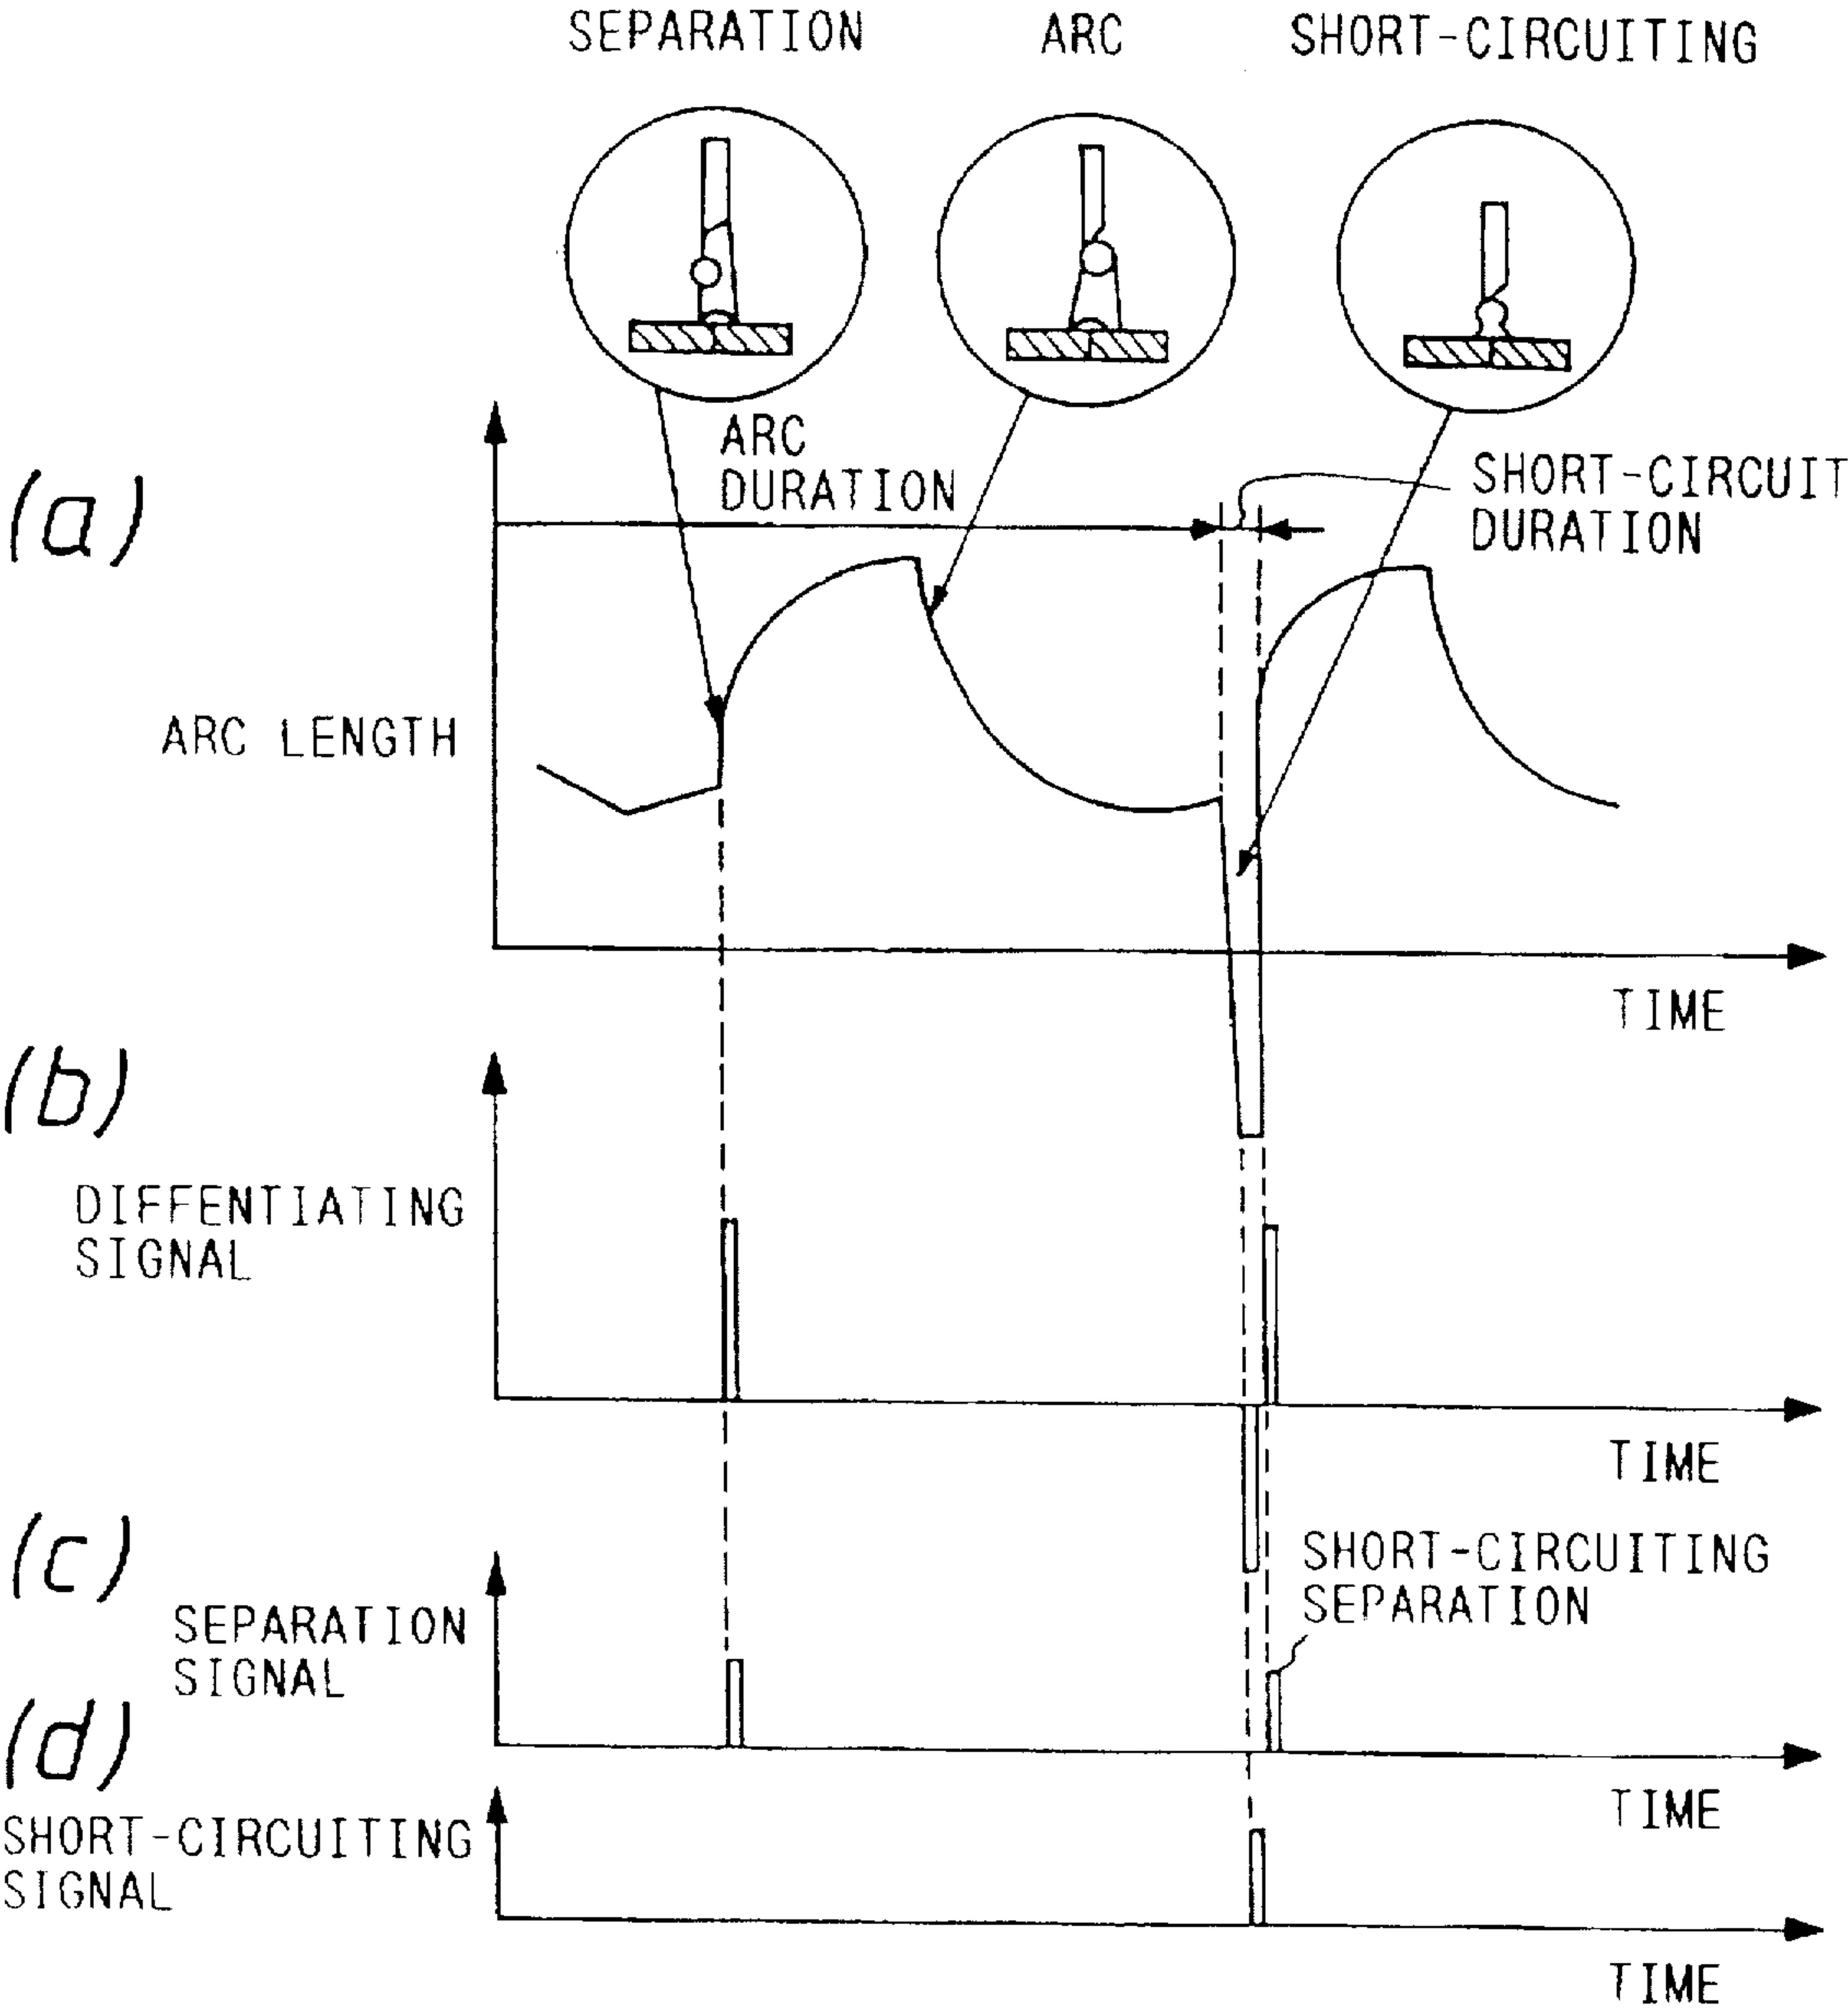 SEPARATION ARC SHORT-CIRCUITING
(a)
ARC
DURATION
SHORT-CIRCUIT
DURATION
ARC LENGTH
TIME
(b)
DIFFENTIATING
SIGNAL
TIME
(c)
SEPARATION
SIGNAL
SHORT-CIRCUITING
SEPARATION
TIME
(d)
SHORT-CIRCUITING
SIGNAL
TIME